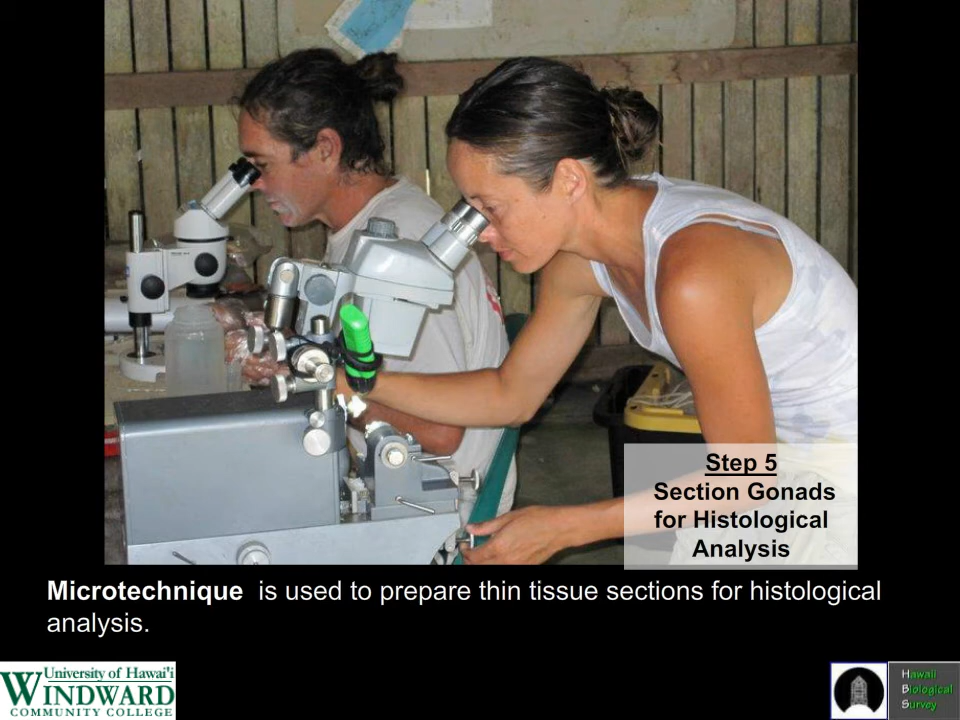 Step 5
Section Gonads
for Histological
Analysis
Microtechnique is used to prepare thin tissue sections for histological
analysis.
University of Hawai'i
WINDWARD
COMMUNITY COLLEGE
Hawaii
Biological
Survey